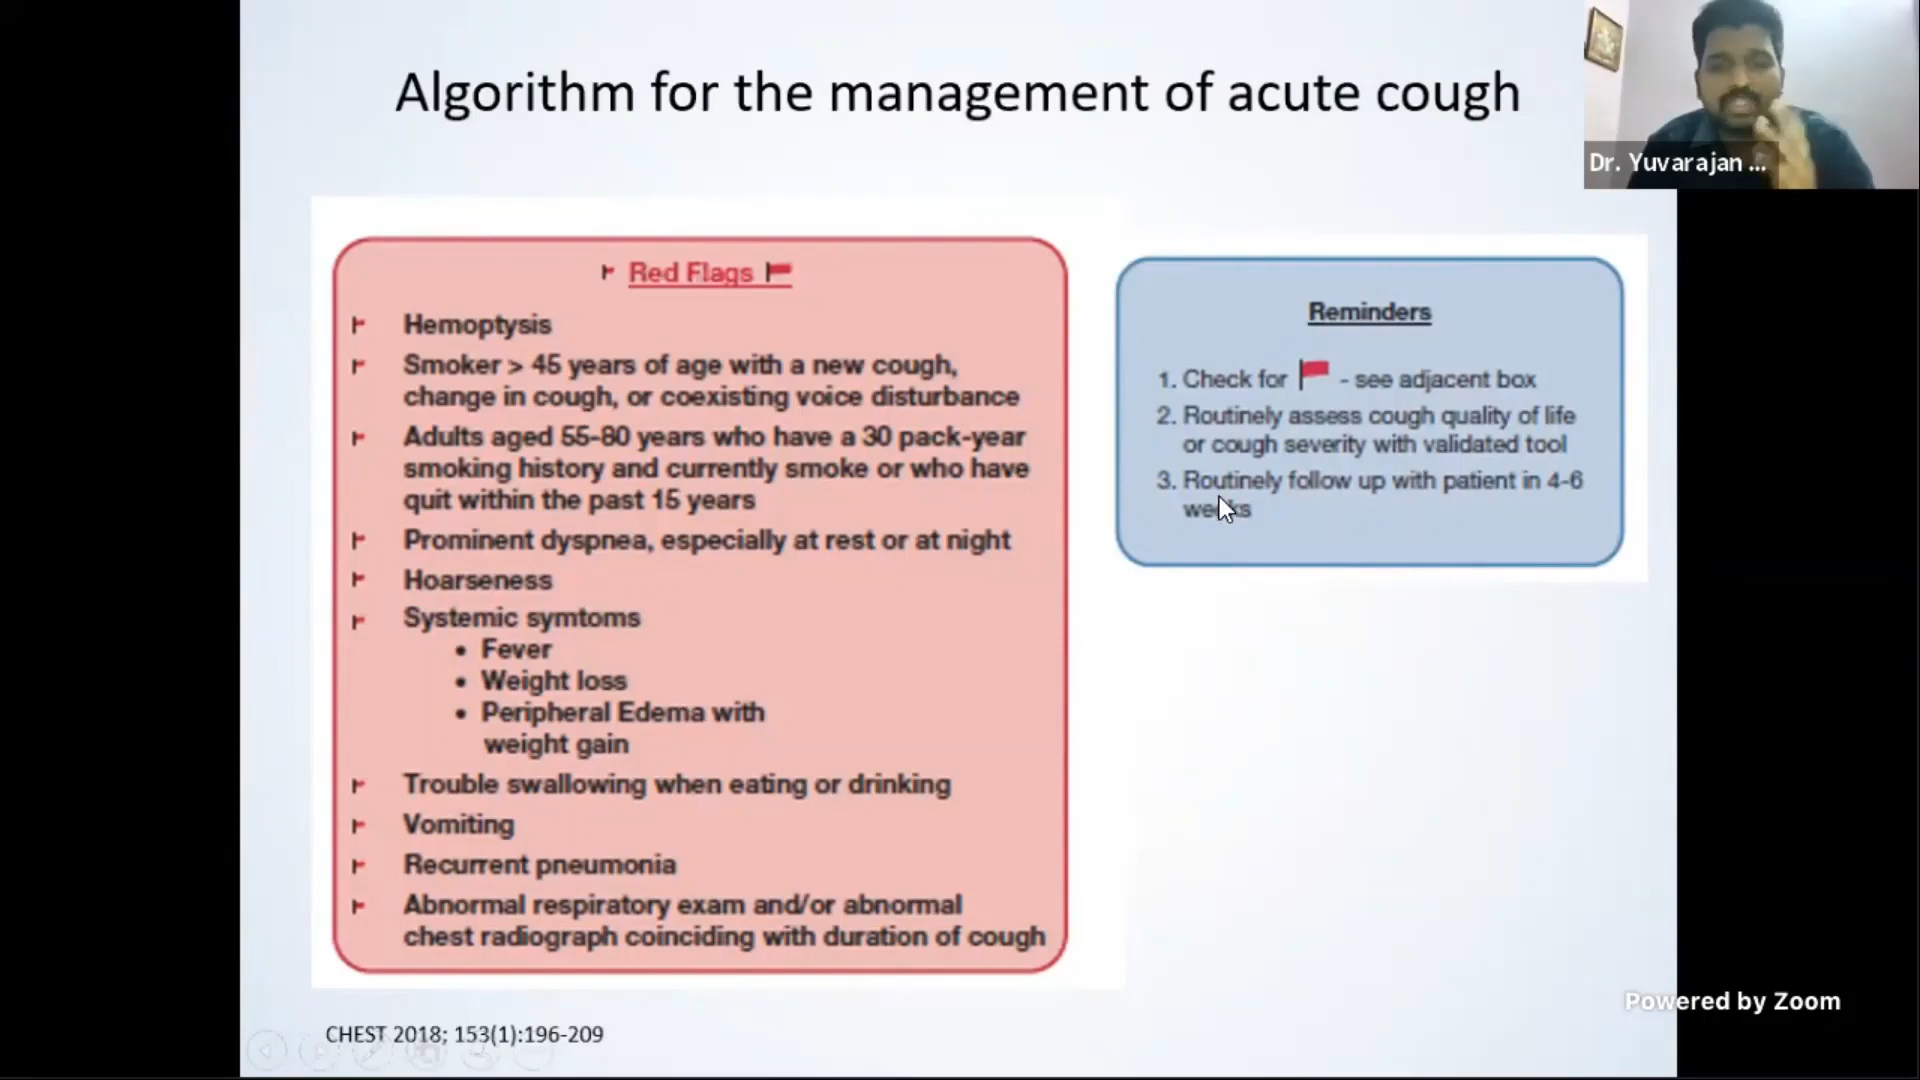 Algorithm for the management of acute cough
Dr. Yuvarajan ...
Red Flags
Hemoptysis
Smoker > 45 years of age with a new cough,
change in cough, or coexisting voice disturbance
Adults aged 55-80 years who have a 30 pack-year
smoking history and currently smoke or who have
quit within the past 15 years
Prominent dyspnea, especially at rest or at night
Hoarseness
Systemic symtoms
• Fever
• Weight loss
• Peripheral Edema with
weight gain
Trouble swallowing when eating or drinking
Vomiting
Recurrent pneumonia
Abnormal respiratory exam and/or abnormal
chest radiograph coinciding with duration of cough
Reminders
1. Check for - see adjacent box
2. Routinely assess cough quality of life
or cough severity with validated tool
3. Routinely follow up with patient in 4-6
weeks
CHEST 2018; 153(1):196-209
Powered by Zoom